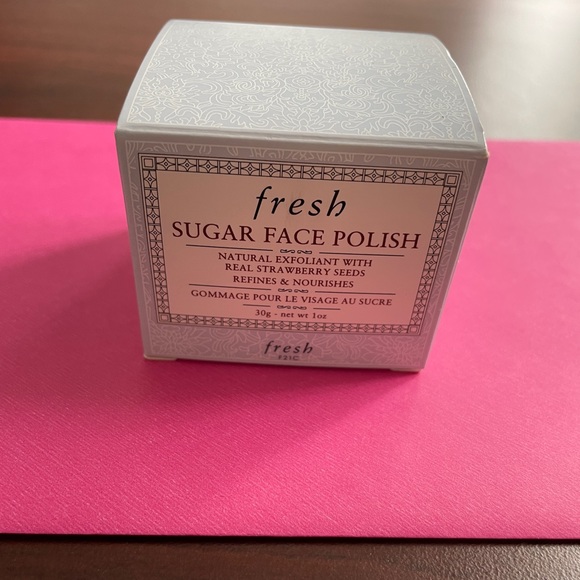 fresh
SUGAR FACE POLISH
NATURAL EXFOLIANT WITH
REAL STRAWBERRY SEEDS
REFINES & NOURISHES
GOMMAGE POUR LE VISAGE AU SUCRE
30g - net wt 1oz
fresh